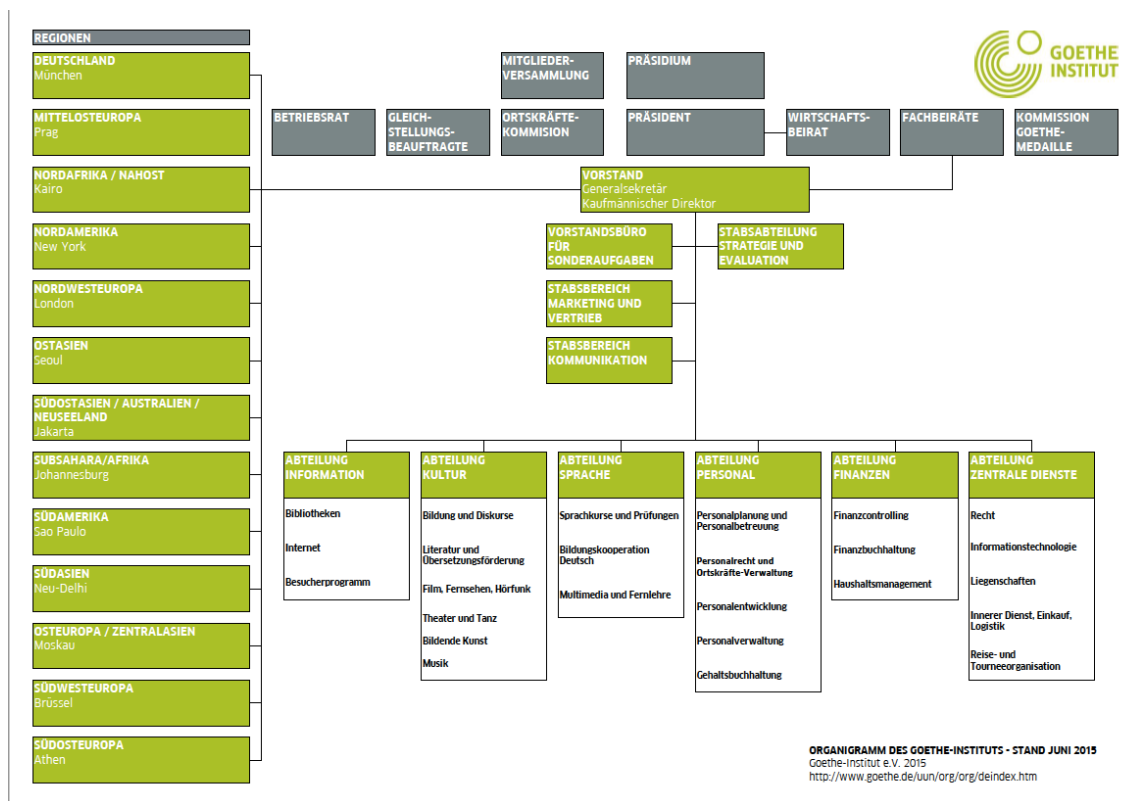 REGIONEN
DEUTSCHLAND
München
MITTELOSTEUROPA
Prag
NORDAFRIKA / NAHOST
Kairo
NORDAMERIKA
New York
NORDWESTEUROPA
London
OSTASIEN
Seoul
SÜDOSTASIEN / AUSTRALIEN /
NEUSEELAND
Jakarta
SUBSAHARA/AFRIKA
Johannesburg
SÜDAMERIKA
Sao Paulo
SÜDASIEN
Neu-Delhi
OSTEUROPA / ZENTRALASIEN
Moskau
SÜDWESTEUROPA
Brüssel
SÜDOSTEUROPA
Athen
GOETHE
INSTITUT
MITGLIEDER-
VERSAMMLUNG
PRÄSIDIUM
BETRIEBSRAT
GLEICH-
STELLUNGS-
BEAUFTRAGTE
ORTSKRÄFTE-
KOMMISION
PRÄSIDENT
WIRTSCHAFTS-
BEIRAT
FACHBEIRÄTE
KOMMISSION
GOETHE-
MEDAILLE
VORSTAND
Generalsekretär
Kaufmännischer Direktor
VORSTANDSBÜRO
FÜR
SONDERAUFGABEN
STABSABTEILUNG
STRATEGIE UND
EVALUATION
STABSBEREICH
MARKETING UND
VERTRIEB
STABSBEREICH
KOMMUNIKATION
ABTEILUNG
INFORMATION
Bibliotheken
Internet
Besucherprogramm
ABTEILUNG
KULTUR
Bildung und Diskurse
Literatur und
Übersetzungsförderung
Film, Fernsehen, Hörfunk
Theater und Tanz
Bildende Kunst
Musik
ABTEILUNG
SPRACHE
Sprachkurse und Prüfungen
Bildungskooperation
Deutsch
Multimedia und Fernlehre
ABTEILUNG
PERSONAL
Personalplanung und
Personalbetreuung
Personalrecht und
Ortskräfte-Verwaltung
Personalentwicklung
Personalverwaltung
Gehaltsbuchhaltung
ABTEILUNG
FINANZEN
Finanzcontrolling
Finanzbuchhaltung
Haushaltsmanagement
ABTEILUNG
ZENTRALE DIENSTE
Recht
Informationstechnologie
Liegenschaften
Innerer Dienst, Einkauf,
Logistik
Reise- und
Tourneeorganisation
ORGANIGRAMM DES GOETHE-INSTITUTS - STAND JUNI 2015
Goethe-Institut e.V. 2015
http://www.goethe.de/uun/org/org/deindex.htm